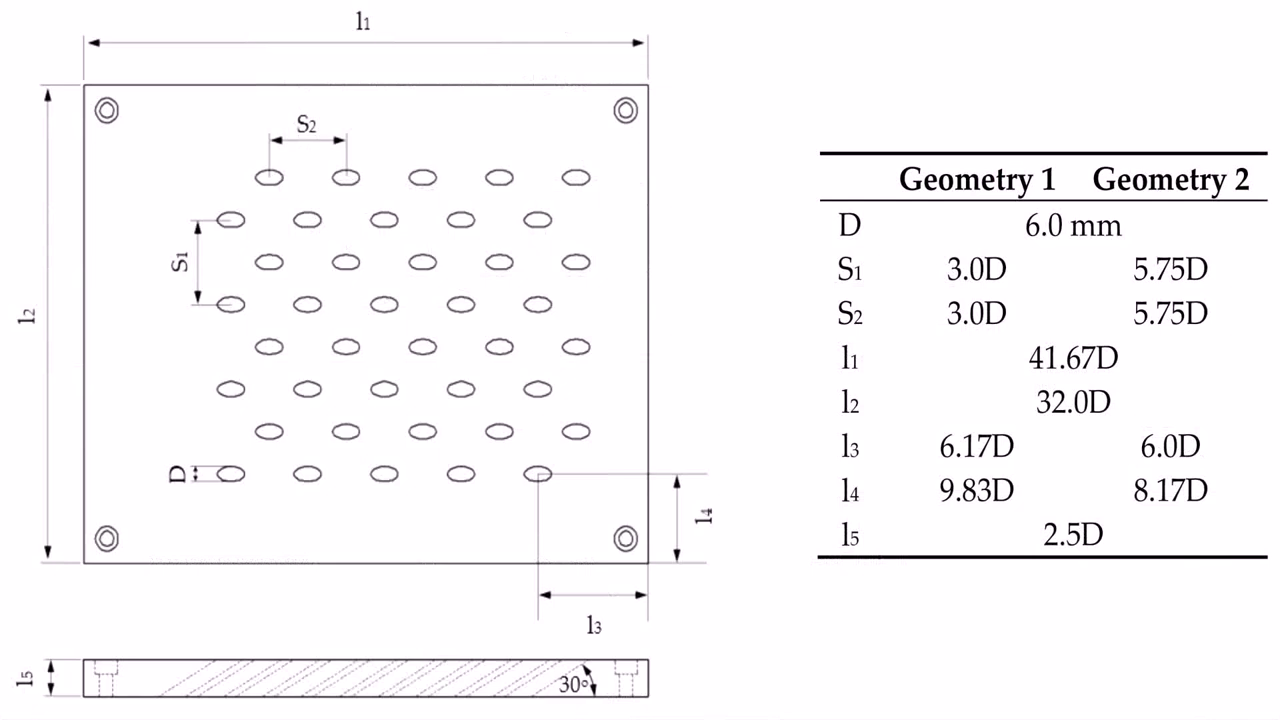 l1
S2
S1
l2
D
l4
l3
l5
30°
Geometry 1 Geometry 2
D 6.0 mm
S1 3.0D 5.75D
S2 3.0D 5.75D
l1 41.67D
l2 32.0D
l3 6.17D 6.0D
l4 9.83D 8.17D
l5 2.5D